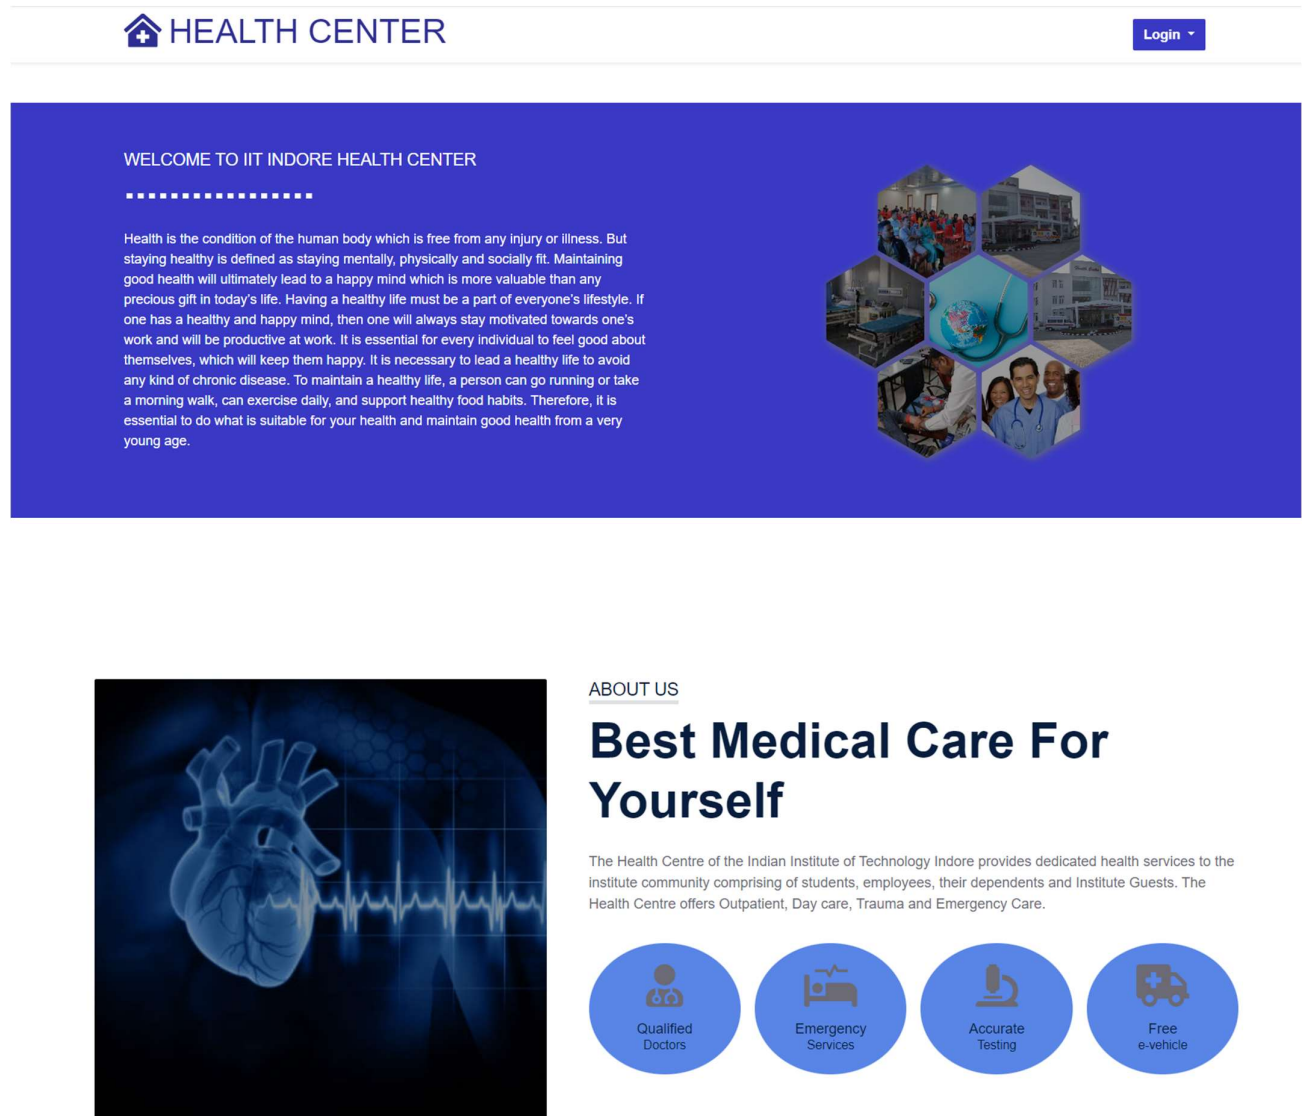 HEALTH CENTER
Login
WELCOME TO IIT INDORE HEALTH CENTER
Health is the condition of the human body which is free from any injury or illness. But
staying healthy is defined as staying mentally, physically and socially fit. Maintaining
good health will ultimately lead to a happy mind which is more valuable than any
precious gift in today's life. Having a healthy life must be a part of everyone's lifestyle. If
one has a healthy and happy mind, then one will always stay motivated towards one's
work and will be productive at work. It is essential for every individual to feel good about
themselves, which will keep them happy. It is necessary to lead a healthy life to avoid
any kind of chronic disease. To maintain a healthy life, a person can go running or take
a morning walk, can exercise daily, and support healthy food habits. Therefore, it is
essential to do what is suitable for your health and maintain good health from a very
young age.
ABOUT US
Best Medical Care For
Yourself
The Health Centre of the Indian Institute of Technology Indore provides dedicated health services to the
institute community comprising of students, employees, their dependents and Institute Guests. The
Health Centre offers Outpatient, Day care, Trauma and Emergency Care.
Qualified
Doctors
Emergency
Services
Accurate
Testing
Free
e-vehicle